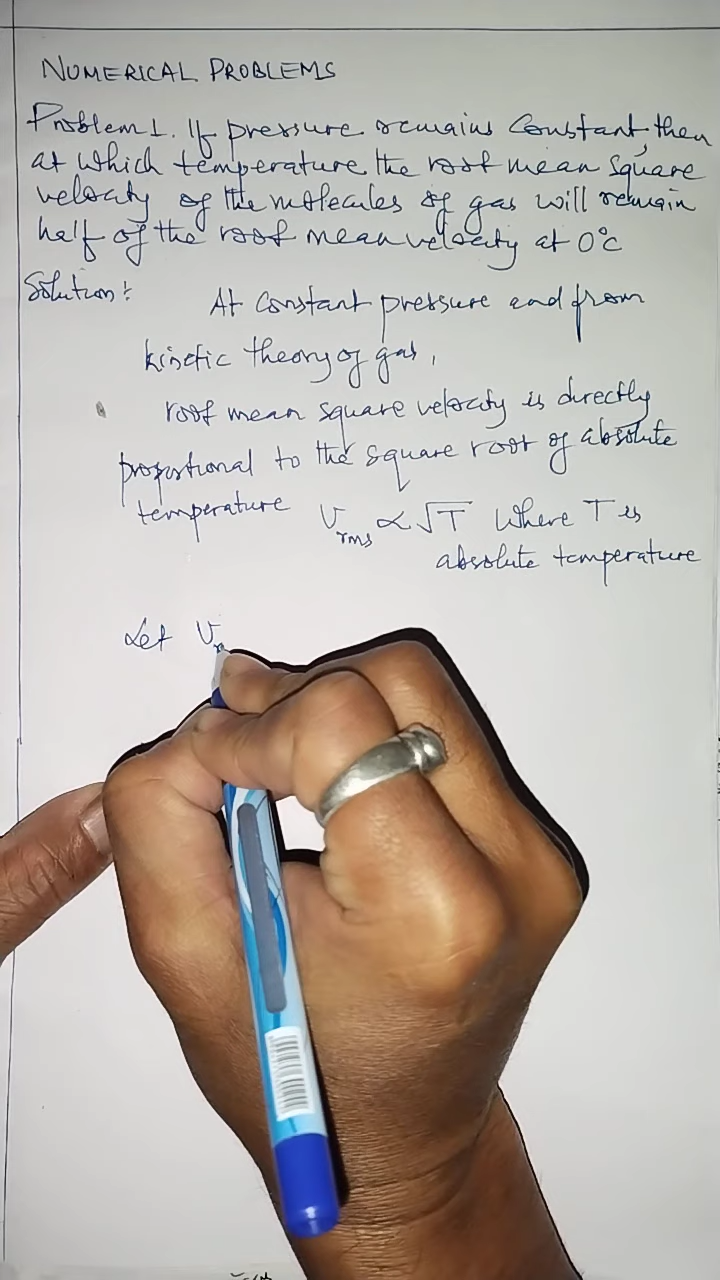 NUMERICAL PROBLEMS
Problem 1. If pressure remains Constant, then
at which temperature the root mean square
velocity of the molecules of gas will remain
half of the root mean velocity at 0°C
Solution:
At constant pressure and from
kinetic theory of gas,
root mean square velocity is directly
proportional to the square root of absolute
temperature V_rms ∝ √T where T is
absolute temperature
Let V